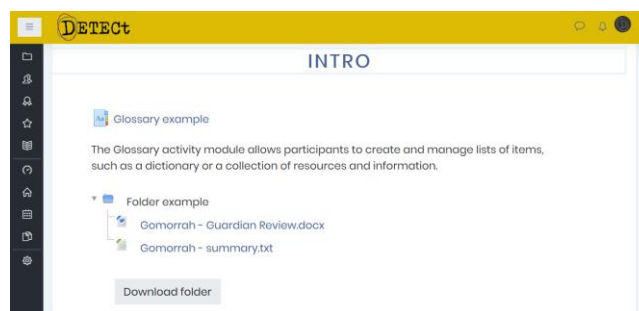 DETECt
INTRO
Glossary example
The Glossary activity module allows participants to create and manage lists of items,
such as a dictionary or a collection of resources and information.
Folder example
Gomorrah - Guardian Review.docx
Gomorrah - summary.txt
Download folder